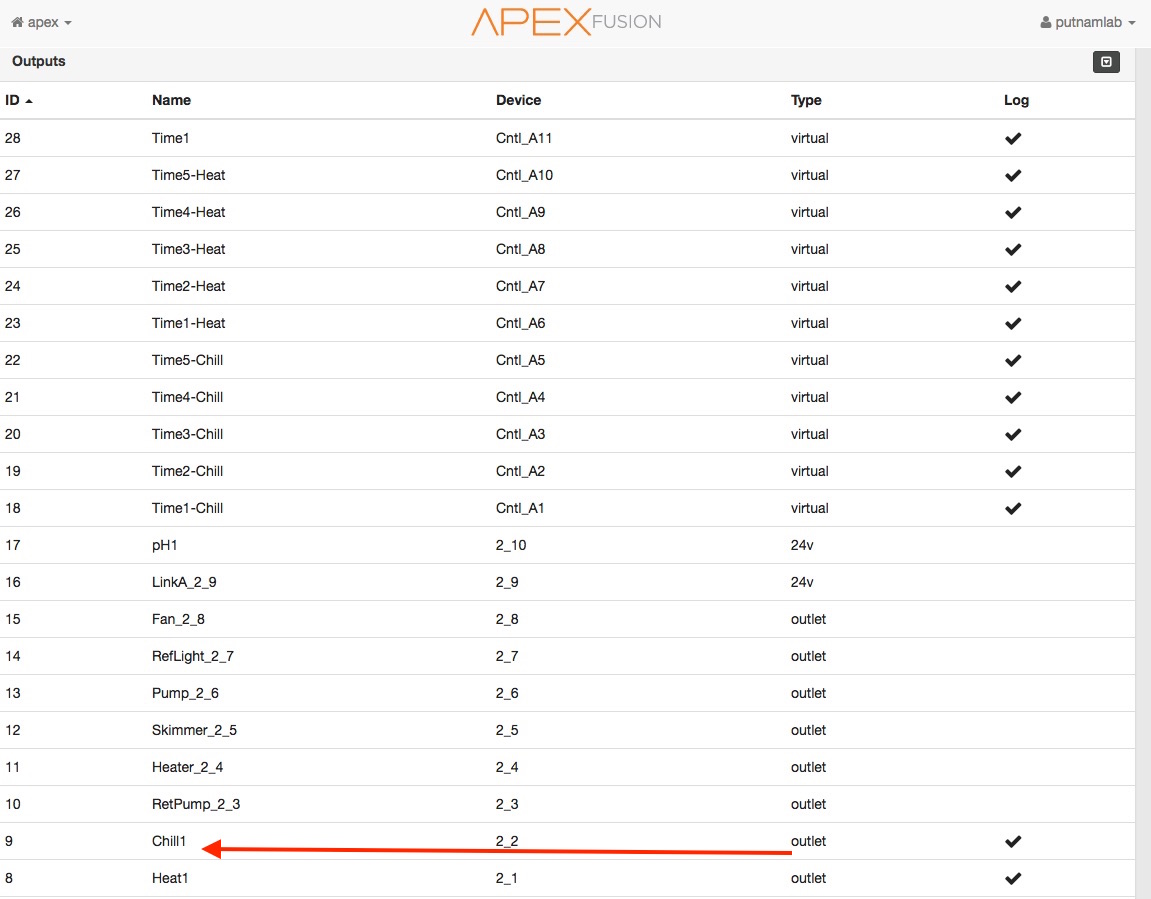 apex APEX FUSION putnamlab
Outputs
ID Name Device Type Log
28 Time1 Cntl_A11 virtual
27 Time5-Heat Cntl_A10 virtual
26 Time4-Heat Cntl_A9 virtual
25 Time3-Heat Cntl_A8 virtual
24 Time2-Heat Cntl_A7 virtual
23 Time1-Heat Cntl_A6 virtual
22 Time5-Chill Cntl_A5 virtual
21 Time4-Chill Cntl_A4 virtual
20 Time3-Chill Cntl_A3 virtual
19 Time2-Chill Cntl_A2 virtual
18 Time1-Chill Cntl_A1 virtual
17 pH1 2_10 24v
16 LinkA_2_9 2_9 24v
15 Fan_2_8 2_8 outlet
14 RefLight_2_7 2_7 outlet
13 Pump_2_6 2_6 outlet
12 Skimmer_2_5 2_5 outlet
11 Heater_2_4 2_4 outlet
10 RetPump_2_3 2_3 outlet
9 Chill1 2_2 outlet
8 Heat1 2_1 outlet